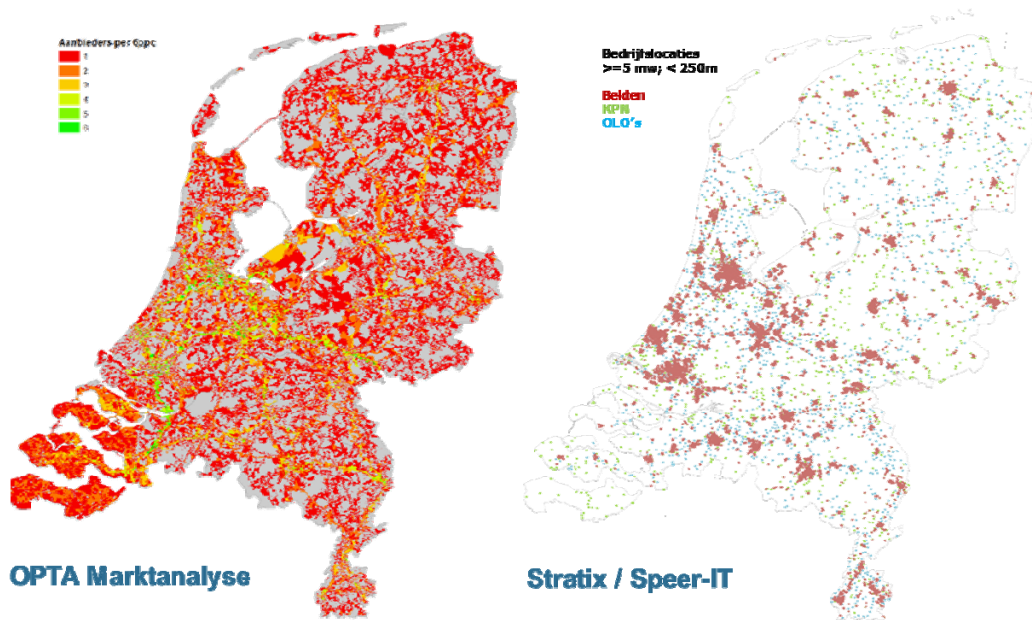 Aanbieders per 6ppc
1
2
3
4
5
6
OPTA Marktanalyse
Bedrijfslocaties
>=5 mw; < 250m
Beiden
KPN
OLO's
Stratix / Speer-IT